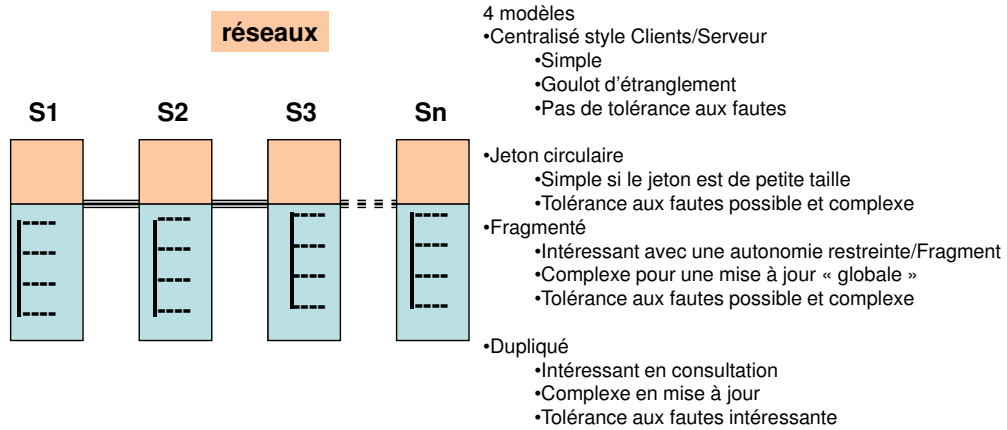 réseaux
S1 S2 S3 Sn
4 modèles
•Centralisé style Clients/Serveur
•Simple
•Goulot d'étranglement
•Pas de tolérance aux fautes
•Jeton circulaire
•Simple si le jeton est de petite taille
•Tolérance aux fautes possible et complexe
•Fragmenté
•Intéressant avec une autonomie restreinte/Fragment
•Complexe pour une mise à jour « globale »
•Tolérance aux fautes possible et complexe
•Dupliqué
•Intéressant en consultation
•Complexe en mise à jour
•Tolérance aux fautes intéressante